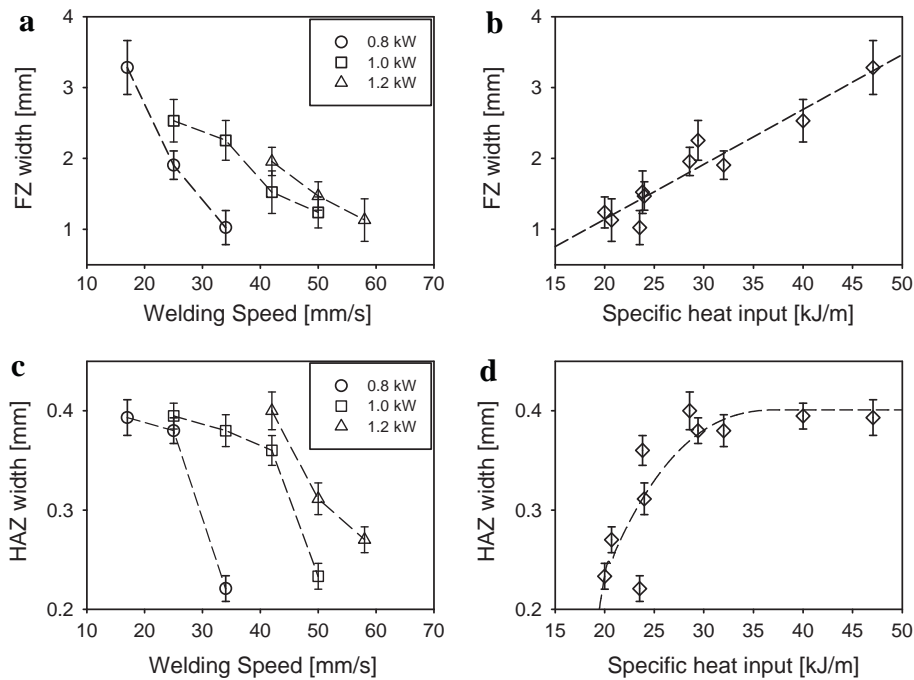 a
b
4
3
2
1
FZ width [mm]
0.8 kW
1.0 kW
1.2 kW
10 20 30 40 50 60 70
Welding Speed [mm/s]
4
3
2
1
FZ width [mm]
15 20 25 30 35 40 45 50
Specific heat input [kJ/m]
c
d
0.4
0.3
0.2
HAZ width [mm]
0.8 kW
1.0 kW
1.2 kW
10 20 30 40 50 60 70
Welding Speed [mm/s]
0.4
0.3
0.2
HAZ width [mm]
15 20 25 30 35 40 45 50
Specific heat input [kJ/m]